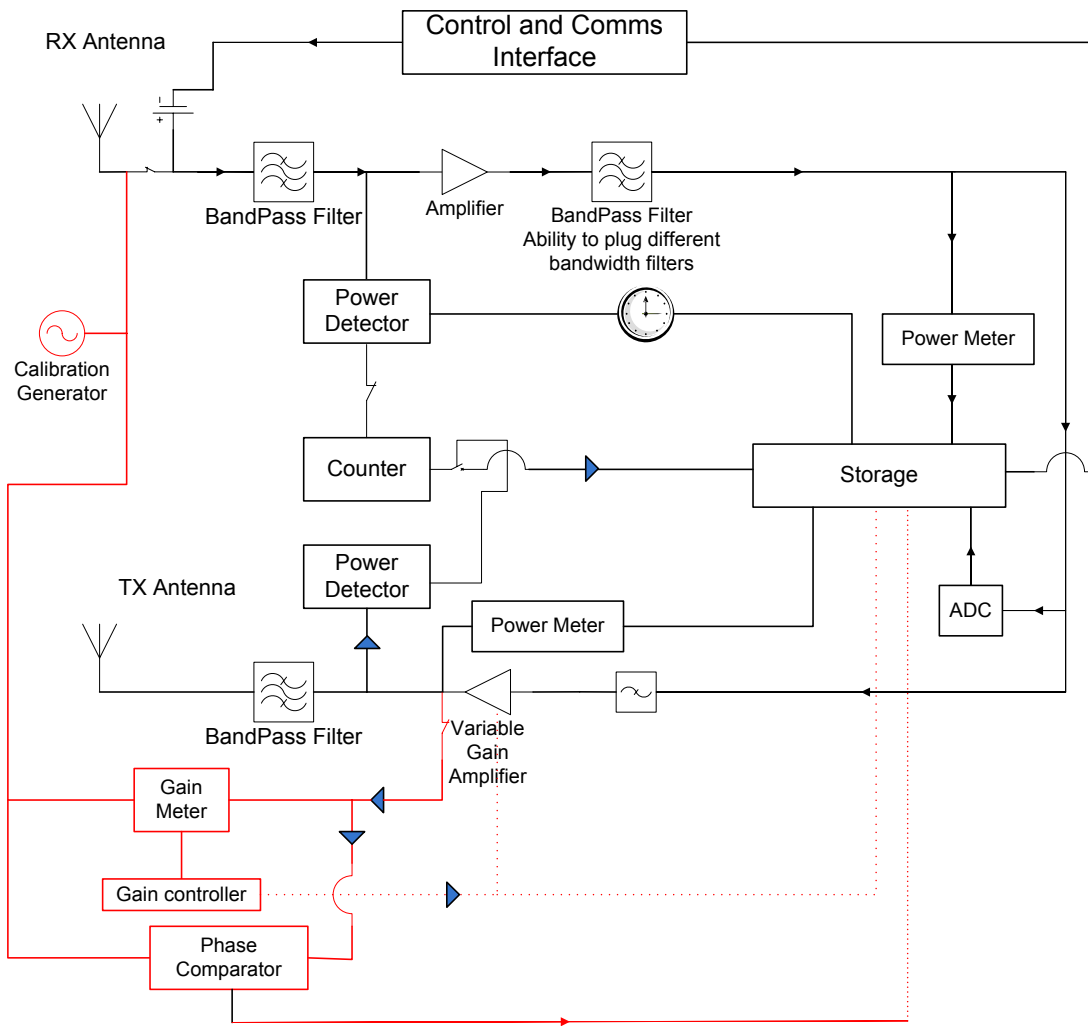 Control and Comms
Interface
RX Antenna
-
+
BandPass Filter
Amplifier
BandPass Filter
Ability to plug different
bandwidth filters
Power
Detector
Power Meter
Calibration
Generator
Counter
Storage
TX Antenna
Power
Detector
Power Meter
ADC
BandPass Filter
Variable
Gain
Amplifier
Gain
Meter
Gain controller
Phase
Comparator